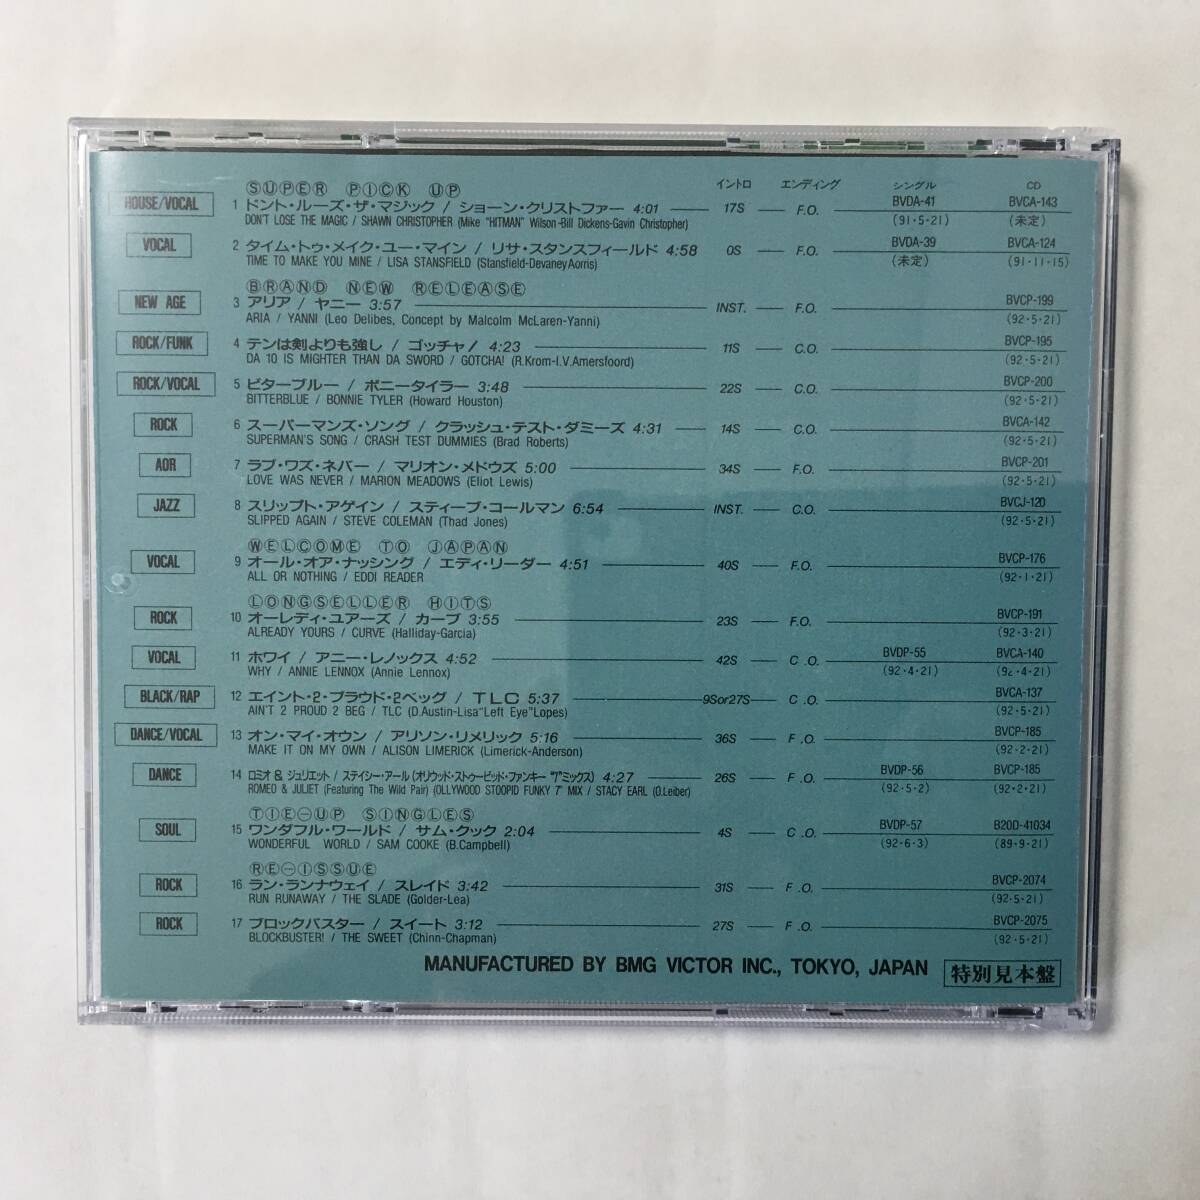 SUPER PICK UP イントロ エンディング シングル CD
HOUSE/VOCAL 1 ドント・ルーズ・ザ・マジック / ショーン・クリストファー 4:01 17S F.O. BVDA-41 BVCA-143
DON'T LOSE THE MAGIC / SHAWN CHRISTOPHER (Mike "HITMAN" Wilson-Bill Dickens-Gavin Christopher) (91・5・21) (未定)
VOCAL 2 タイム・トゥ・メイク・ユー・マイン / リサ・スタンスフィールド 4:58 0S F.O. BVDA-39 BVCA-124
TIME TO MAKE YOU MINE / LISA STANSFIELD (Stansfield-DevaneyAorris) (未定) (91・11・15)
BRAND NEW RELEASE
NEW AGE 3 アリア / ヤニー 3:57 INST. F.O. BVCP-199
ARIA / YANNI (Leo Delibes, Concept by Malcolm McLaren-Yanni) (92・5・21)
ROCK/FUNK 4 テンは剣よりも強し / ゴッチャ! 4:23 11S C.O. BVCP-195
DA 10 IS MIGHTER THAN DA SWORD / GOTCHA! (R.Krom-I.V.Amersfoord) (92・5・21)
ROCK/VOCAL 5 ビターブルー / ボニータイラー 3:48 22S C.O. BVCP-200
BITTERBLUE / BONNIE TYLER (Howard Houston) (92・5・21)
ROCK 6 スーパーマンズ・ソング / クラッシュ・テスト・ダミーズ 4:31 14S C.O. BVCA-142
SUPERMAN'S SONG / CRASH TEST DUMMIES (Brad Roberts) (92・5・21)
AOR 7 ラブ・ワズ・ネバー / マリオン・メドウズ 5:00 34S F.O. BVCP-201
LOVE WAS NEVER / MARION MEADOWS (Eliot Lewis) (92・5・21)
JAZZ 8 スリップト・アゲイン / スティーブ・コールマン 6:54 INST. C.O. BVCJ-120
SLIPPED AGAIN / STEVE COLEMAN (Thad Jones) (92・5・21)
WELCOME TO JAPAN
VOCAL 9 オール・オア・ナッシング / エディ・リーダー 4:51 40S F.O. BVCP-176
ALL OR NOTHING / EDDI READER (92・1・21)
LONGSELLER HITS
ROCK 10 オーレディ・ユアーズ / カーブ 3:55 23S F.O. BVCP-191
ALREADY YOURS / CURVE (Halliday-Garcia) (92・3・21)
VOCAL 11 ホワイ / アニー・レノックス 4:52 42S C.O. BVDP-55 BVCA-140
WHY / ANNIE LENNOX (Annie Lennox) (92・4・21) (92・4・21)
BLACK/RAP 12 エイント・2・プラウド・2ベッグ / TLC 5:37 9Sor27S C.O. BVCA-137
AIN'T 2 PROUD 2 BEG / TLC (D.Austin-Lisa"Left Eye"Lopes) (92・5・21)
DANCE/VOCAL 13 オン・マイ・オウン / アリソン・リメリック 5:16 36S F.O. BVCP-185
MAKE IT ON MY OWN / ALISON LIMERICK (Limerick-Anderson) (92・2・21)
DANCE 14 ロミオ & ジュリエット / ステイシー・アール(オリウッド・ストゥーピッド・ファンキー "7"ミックス) 4:27 26S F.O. BVDP-56 BVCP-185
ROMEO & JULIET (Featuring The Wild Pair) (OLLYWOOD STOOPID FUNKY 7" MIX / STACY EARL (O.Leiber) (92・5・2) (92・2・21)
TIE-UP SINGLES
SOUL 15 ワンダフル・ワールド / サム・クック 2:04 4S C.O. BVDP-57 B20D-41034
WONDERFUL WORLD / SAM COOKE (B.Campbell) (92・6・3) (89・9・21)
RE-ISSUE
ROCK 16 ラン・ランナウェイ / スレイド 3:42 31S F.O. BVCP-2074
RUN RUNAWAY / THE SLADE (Golder-Lea) (92・5・21)
ROCK 17 ブロックバスター / スイート 3:12 27S F.O. BVCP-2075
BLOCKBUSTER! / THE SWEET (Chinn-Chapman) (92・5・21)
MANUFACTURED BY BMG VICTOR INC., TOKYO, JAPAN 特別見本盤